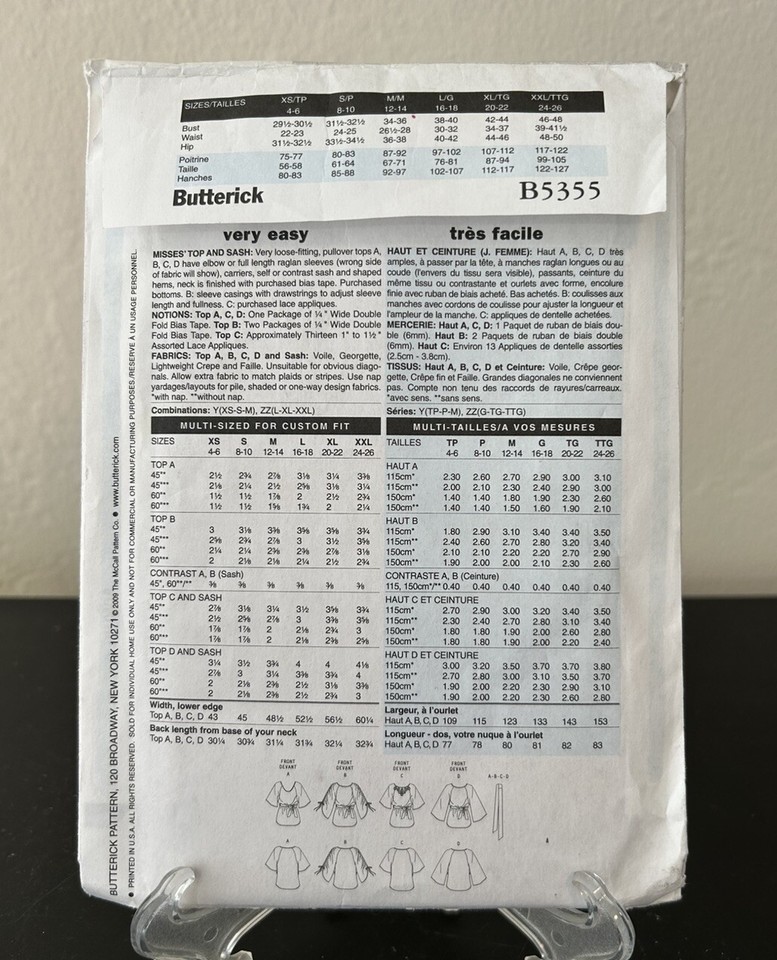 SIZES/TAILLES XS/TP S/P M/M L/G XL/TG XXL/TTG
4-6 8-10 12-14 16-18 20-22 24-26
Bust 29½-30½ 31½-32½ 34-36 38-40 42-44 46-48
Waist 22-23 24-25 26½-28 30-32 34-37 39-41½
Hip 31½-32½ 33½-34½ 36-38 40-42 44-46 48-50
Poitrine 75-77 80-83 87-92 97-102 107-112 117-122
Taille 56-58 61-64 67-71 76-81 87-94 99-105
Hanches 80-83 85-88 92-97 102-107 112-117 122-127
Butterick B5355
very easy
MISSES' TOP AND SASH: Very loose-fitting, pullover tops A,
B, C, D have elbow or full length raglan sleeves (wrong side
of fabric will show), carriers, self or contrast sash and shaped
hems, neck is finished with purchased bias tape. Purchased
bottoms. B: sleeve casings with drawstrings to adjust sleeve
length and fullness. C: purchased lace appliques.
NOTIONS: Top A, C, D: One Package of ¼" Wide Double
Fold Bias Tape. Top B: Two Packages of ¼" Wide Double
Fold Bias Tape. Top C: Approximately Thirteen 1" to 1½"
Assorted Lace Appliques.
FABRICS: Top A, B, C, D and Sash: Voile, Georgette,
Lightweight Crepe and Faille. Unsuitable for obvious diago-
nals. Allow extra fabric to match plaids or stripes. Use nap
yardages/layouts for pile, shaded or one-way design fabrics.
*with nap. **without nap.
Combinations: Y(XS-S-M), ZZ(L-XL-XXL)
MULTI-SIZED FOR CUSTOM FIT
SIZES XS S M L XL XXL
4-6 8-10 12-14 16-18 20-22 24-26
TOP A
45"* 2½ 2¾ 2⅞ 3⅛ 3¼ 3⅜
45"** 2⅛ 2¼ 2½ 2⅝ 3⅛ 3¼
60"* 1½ 1½ 1⅞ 2 2½ 2¾
60"** 1½ 1½ 1⅝ 1¾ 2 2¼
TOP B
45"* 3 3⅛ 3⅜ 3⅝ 3⅝ 3¾
45"** 2⅝ 2¾ 2⅞ 3 3½ 3⅝
60"* 2¼ 2¼ 2⅜ 2⅜ 2⅞ 3⅛
60"** 2 2⅛ 2⅛ 2¼ 2½ 2¾
CONTRAST A, B (Sash)
45", 60"*/** ⅜ ⅜ ⅜ ⅜ ⅜ ⅜
TOP C AND SASH
45"* 2⅞ 3⅛ 3¼ 3½ 3⅝ 3¾
45"** 2½ 2⅝ 2⅞ 3 3⅜ 3⅝
60"* 1⅞ 1⅞ 2 2⅛ 2¾ 3
60"** 1⅞ 1⅞ 2 2⅛ 2⅜ 2⅝
TOP D AND SASH
45"* 3¼ 3½ 3¾ 4 4 4⅛
45"** 2⅞ 3 3¼ 3⅜ 3¾ 4
60"* 2 2⅛ 2⅜ 2½ 3⅛ 3⅜
60"** 2 2⅛ 2⅜ 2½ 2¾ 3
Width, lower edge
Top A, B, C, D 43 45 48½ 52½ 56½ 60¼
Back length from base of your neck
Top A, B, C, D 30¼ 30¾ 31¼ 31¾ 32¼ 32¾
très facile
HAUT ET CEINTURE (J. FEMME): Haut A, B, C, D très
amples, à passer par la tête, à manches raglan longues ou au
coude (l'envers du tissu sera visible), passants, ceinture du
même tissu ou contrastante et ourlets avec forme, encolure
finie avec ruban de biais acheté. Bas achetés. B: coulisses aux
manches avec cordons de coulisse pour ajuster la longueur et
l'ampleur de la manche. C: appliques de dentelle achetées.
MERCERIE: Haut A, C, D: 1 Paquet de ruban de biais dou-
ble (6mm). Haut B: 2 Paquets de ruban de biais double
(6mm). Haut C: Environ 13 Appliques de dentelle assorties
(2.5cm - 3.8cm).
TISSUS: Haut A, B, C, D et Ceinture: Voile, Crêpe geor-
gette, Crêpe fin et Faille. Grandes diagonales ne conviennent
pas. Compte non tenu des raccords de rayures/carreaux.
*avec sens. **sans sens.
Séries: Y(TP-P-M), ZZ(G-TG-TTG)
MULTI-TAILLES/A VOS MESURES
TAILLES TP P M G TG TTG
4-6 8-10 12-14 16-18 20-22 24-26
HAUT A
115cm* 2.30 2.60 2.70 2.90 3.00 3.10
115cm** 2.00 2.10 2.30 2.40 2.90 3.00
150cm* 1.40 1.40 1.80 1.90 2.30 2.60
150cm** 1.40 1.40 1.50 1.60 1.90 2.10
HAUT B
115cm* 1.80 2.90 3.10 3.40 3.40 3.50
115cm** 2.40 2.60 2.70 2.80 3.20 3.40
150cm* 2.10 2.10 2.20 2.20 2.70 2.90
150cm** 1.90 2.00 2.00 2.10 2.30 2.60
CONTRASTE A, B (Ceinture)
115, 150cm*/** 0.40 0.40 0.40 0.40 0.40 0.40
HAUT C ET CEINTURE
115cm* 2.70 2.90 3.00 3.20 3.40 3.50
115cm** 2.30 2.40 2.70 2.80 3.10 3.40
150cm* 1.80 1.80 1.90 2.00 2.60 2.80
150cm** 1.80 1.80 1.90 2.00 2.20 2.40
HAUT D ET CEINTURE
115cm* 3.00 3.20 3.50 3.70 3.70 3.80
115cm** 2.70 2.80 3.00 3.10 3.50 3.70
150cm* 1.90 2.00 2.20 2.30 2.90 3.10
150cm** 1.90 2.00 2.20 2.30 2.60 2.80
Largeur, à l'ourlet
Haut A, B, C, D 109 115 123 133 143 153
Longueur - dos, votre nuque à l'ourlet
Haut A, B, C, D 77 78 80 81 82 83
FRONT FRONT FRONT FRONT
DEVANT DEVANT DEVANT DEVANT
A B C D A-B-C-D
A
BUTTERICK PATTERN, 120 BROADWAY, NEW YORK 10271 © 2009 The McCall Pattern Co. ● www.butterick.com
● PRINTED IN U.S.A. ALL RIGHTS RESERVED. SOLD FOR INDIVIDUAL HOME USE ONLY AND NOT FOR COMMERCIAL OR MANUFACTURING PURPOSES./RESERVE À UN USAGE PERSONNEL.